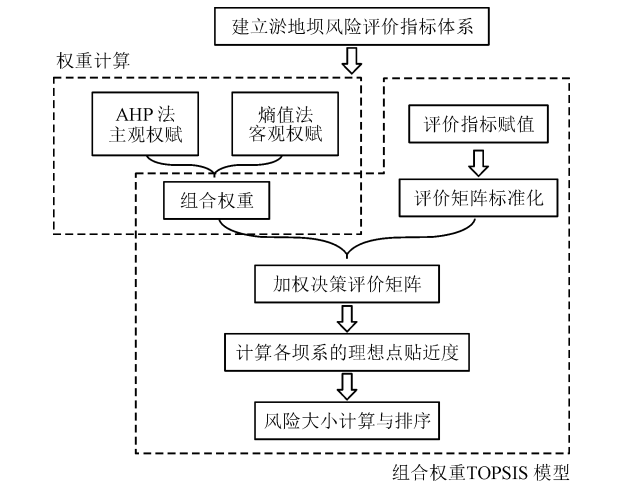 建立淤地坝风险评价指标体系
权重计算
AHP 法
主观权赋
熵值法
客观权赋
评价指标赋值
组合权重
评价矩阵标准化
加权决策评价矩阵
计算各坝系的理想点贴近度
风险大小计算与排序
组合权重TOPSIS 模型